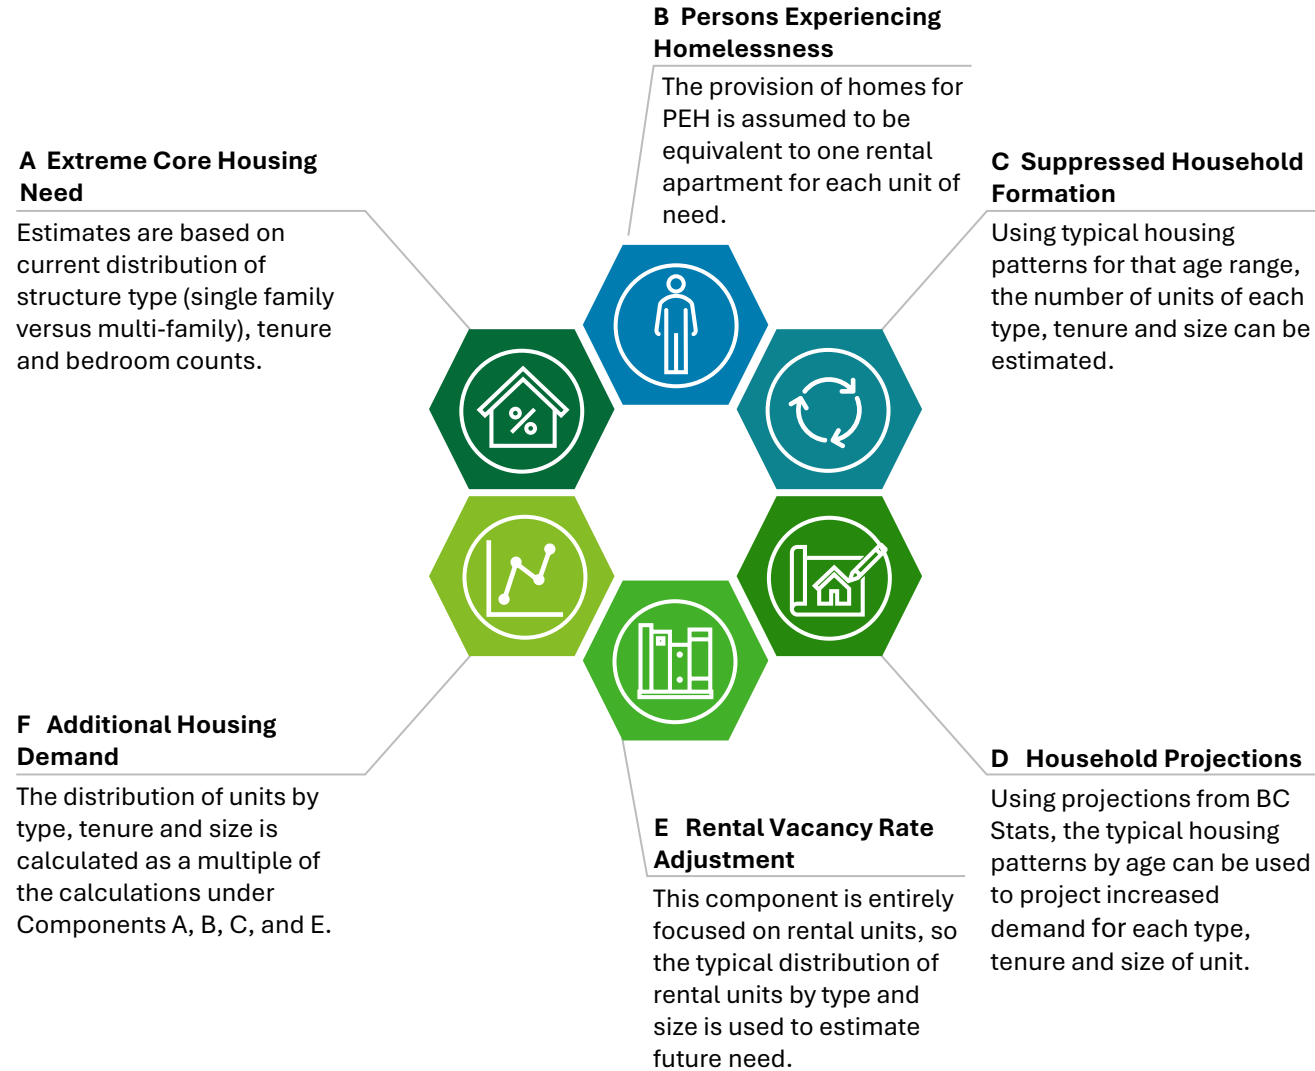 B Persons Experiencing
Homelessness
The provision of homes for
PEH is assumed to be
equivalent to one rental
apartment for each unit of
need.
A Extreme Core Housing
Need
Estimates are based on
current distribution of
structure type (single family
versus multi-family), tenure
and bedroom counts.
C Suppressed Household
Formation
Using typical housing
patterns for that age range,
the number of units of each
type, tenure and size can be
estimated.
%
F Additional Housing
Demand
The distribution of units by
type, tenure and size is
calculated as a multiple of
the calculations under
Components A, B, C, and E.
E Rental Vacancy Rate
Adjustment
This component is entirely
focused on rental units, so
the typical distribution of
rental units by type and
size is used to estimate
future need.
D Household Projections
Using projections from BC
Stats, the typical housing
patterns by age can be used
to project increased
demand for each type,
tenure and size of unit.